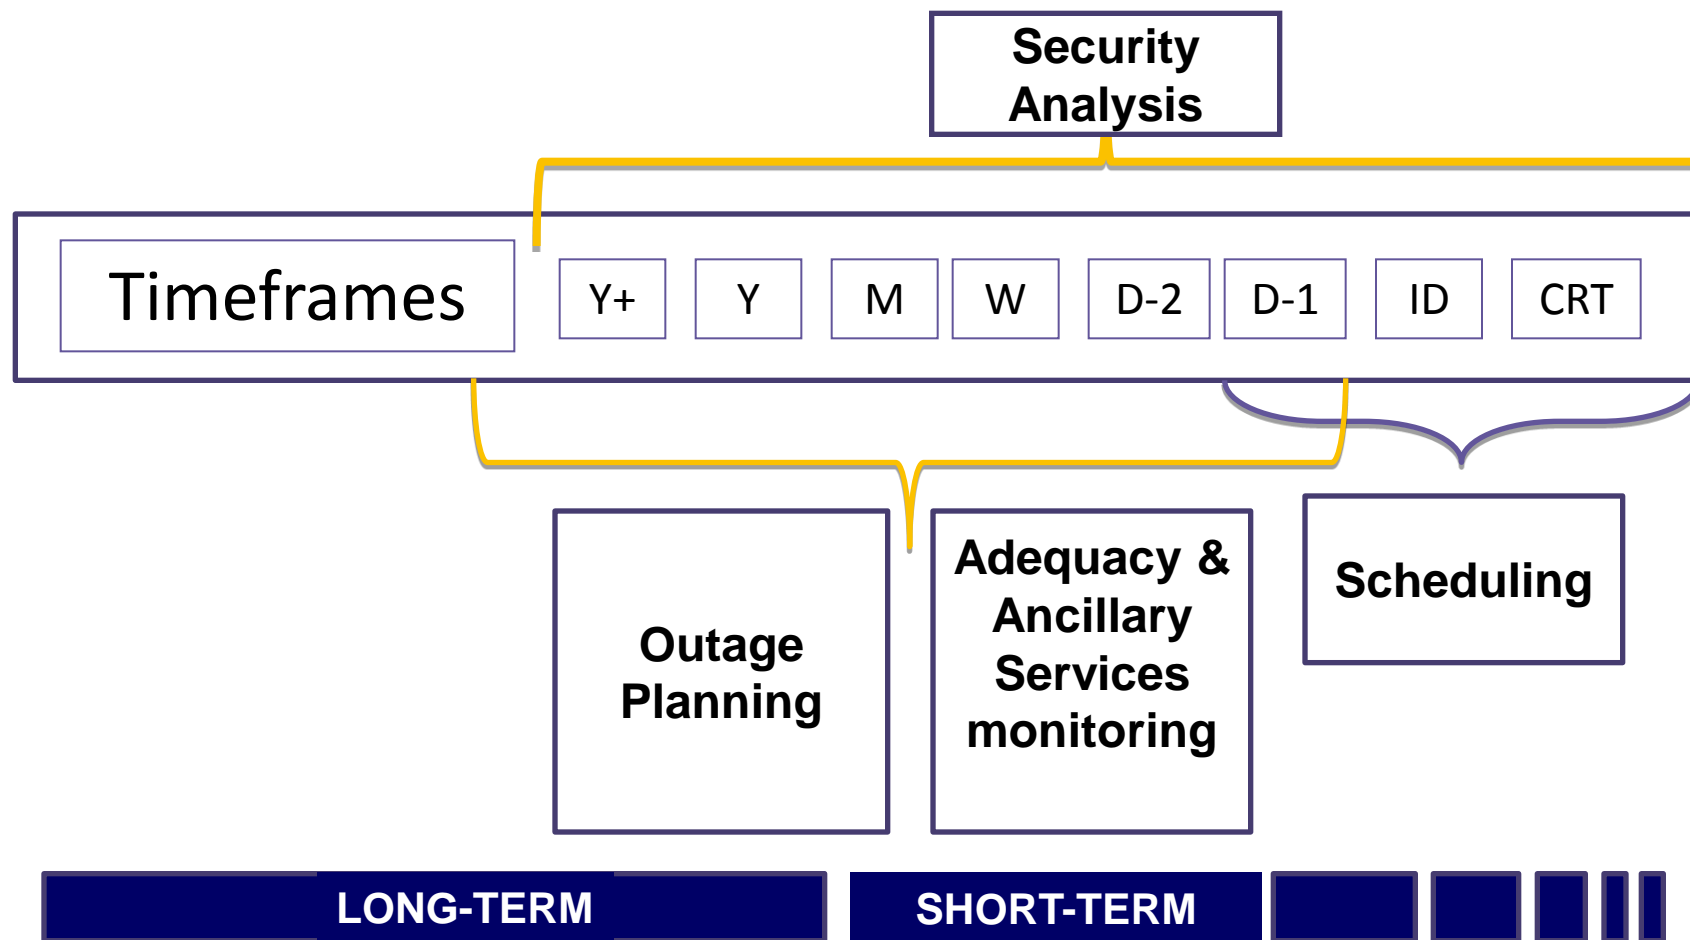 Security
Analysis
Timeframes Y+ Y M W D-2 D-1 ID CRT
Outage
Planning
Adequacy &
Ancillary
Services
monitoring
Scheduling
LONG-TERM SHORT-TERM